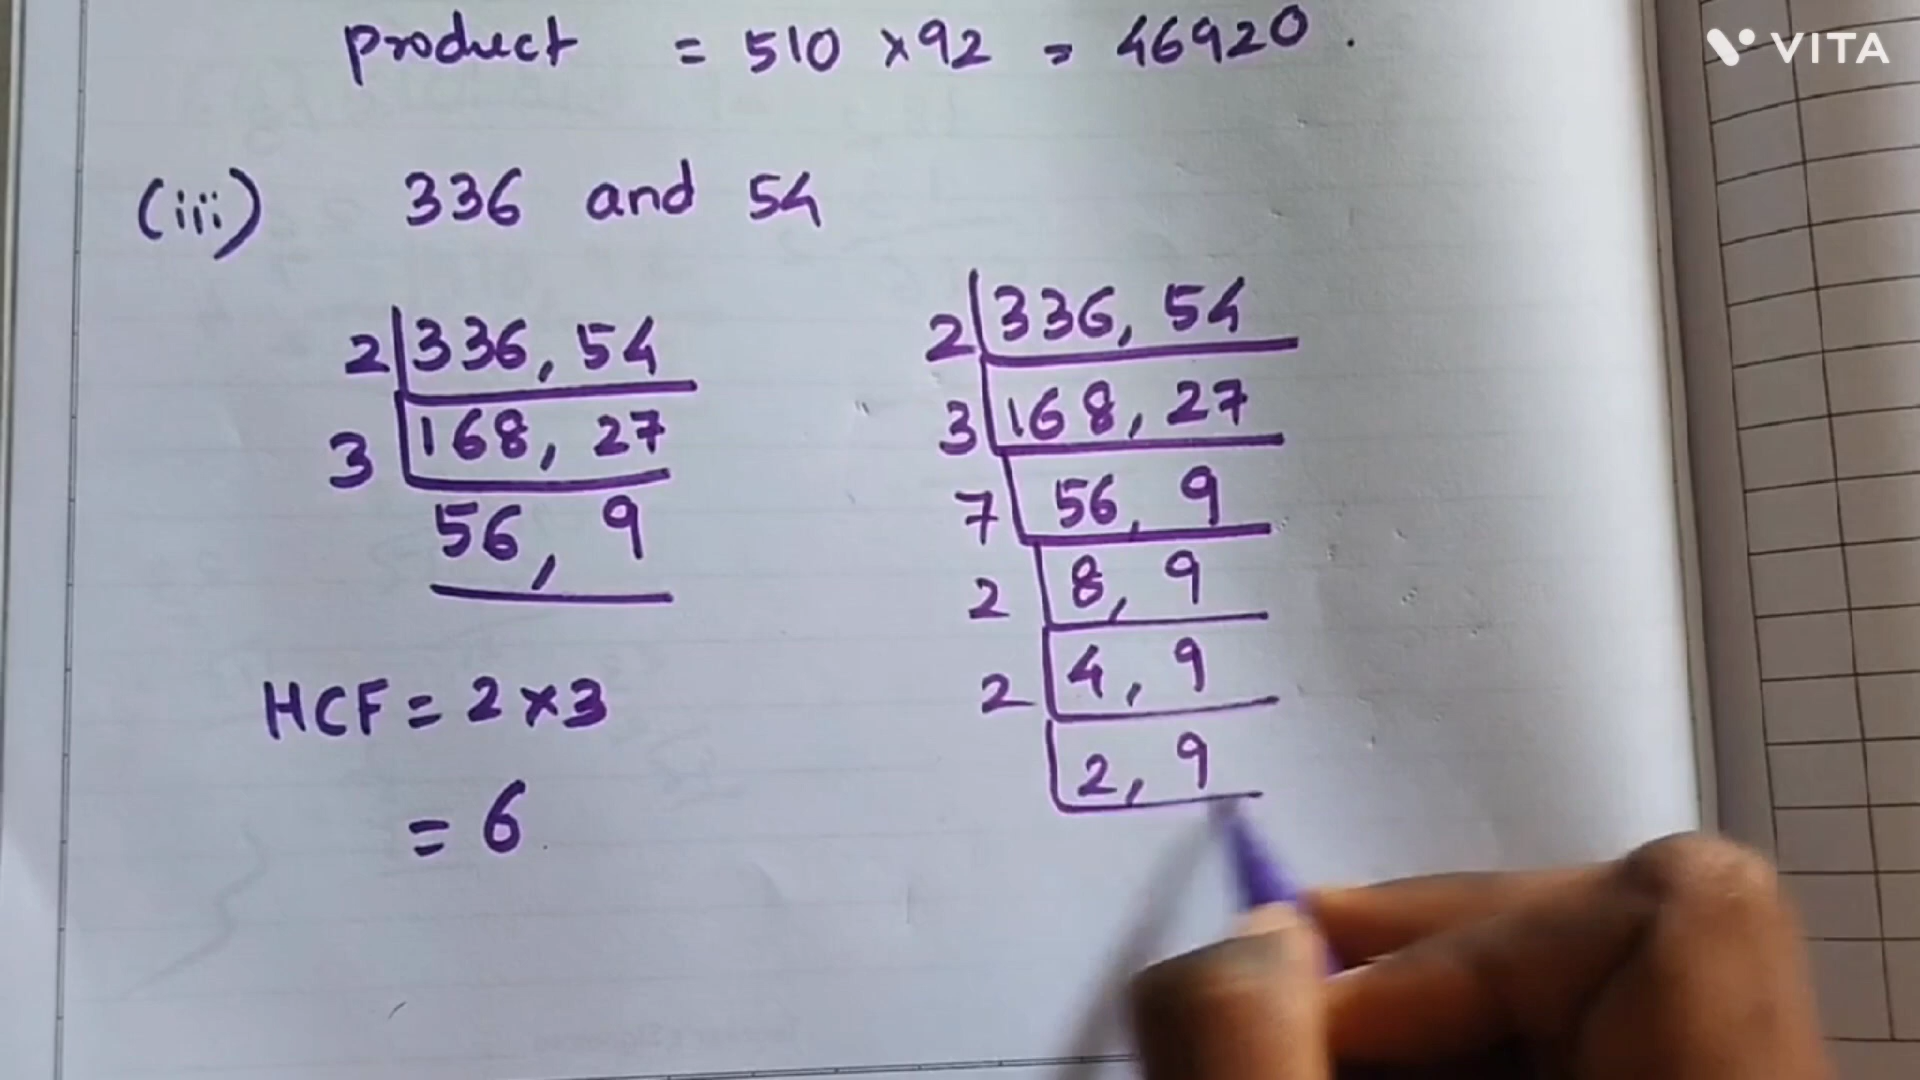 product = 510 × 92 = 46920.
VITA
(iii) 336 and 54
2 336, 54
3 168, 27
56, 9
HCF = 2 × 3
= 6
2 336, 54
3 168, 27
7 56, 9
2 8, 9
2 4, 9
2, 9